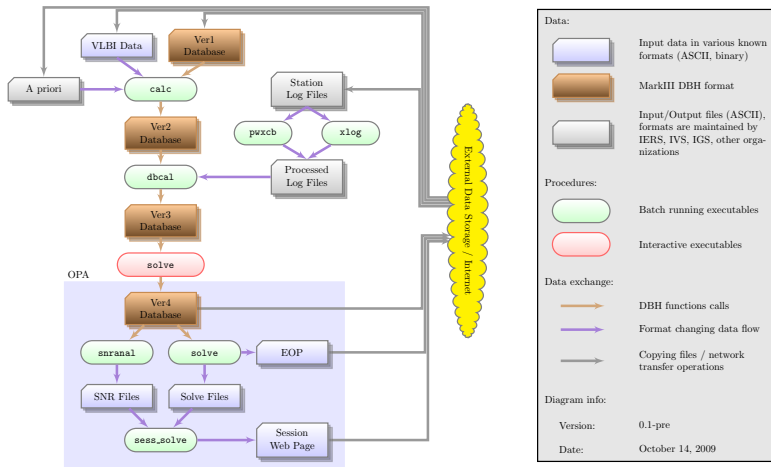 VLBI Data
Ver1
Database
A priori
calc
Station
Log Files
Ver2
Database
pwxcb
xlog
dbcal
Processed
Log Files
Ver3
Database
solve
OPA
Ver4
Database
snranal
solve
EOP
SNR Files
Solve Files
sess_solve
Session
Web Page
External Data Storage / Internet
Data:
Input data in various known
formats (ASCII, binary)
MarkIII DBH format
Input/Output files (ASCII),
formats are maintained by
IERS, IVS, IGS, other orga-
nizations
Procedures:
Batch running executables
Interactive executables
Data exchange:
DBH functions calls
Format changing data flow
Copying files / network
transfer operations
Diagram info:
Version: 0.1-pre
Date: October 14, 2009